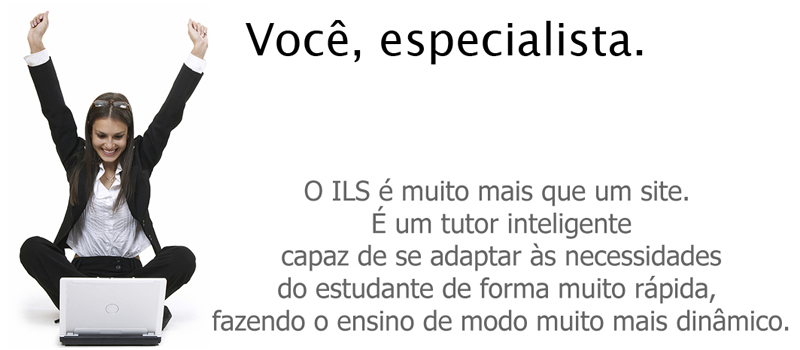 Você, especialista.
O ILS é muito mais que um site.
É um tutor inteligente
capaz de se adaptar às necessidades
do estudante de forma muito rápida,
fazendo o ensino de modo muito mais dinâmico.